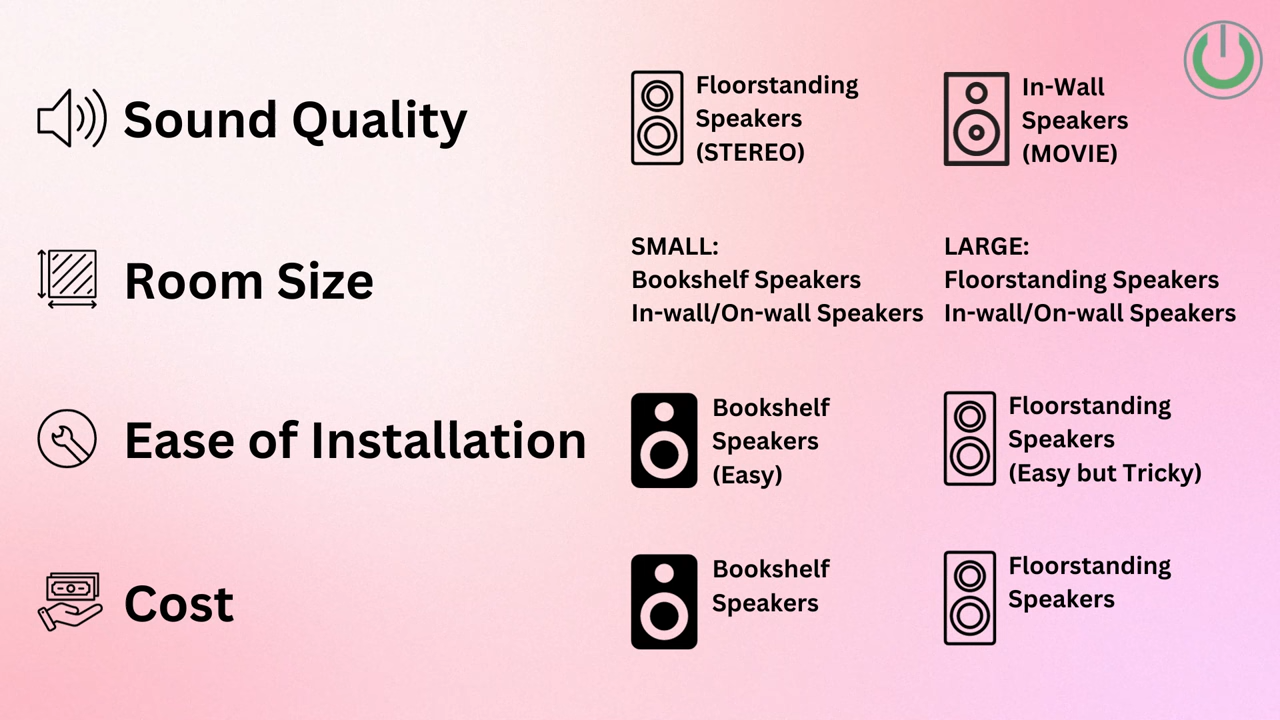 Sound Quality
Floorstanding
Speakers
(STEREO)
In-Wall
Speakers
(MOVIE)
Room Size
SMALL:
Bookshelf Speakers
In-wall/On-wall Speakers
LARGE:
Floorstanding Speakers
In-wall/On-wall Speakers
Ease of Installation
Bookshelf
Speakers
(Easy)
Floorstanding
Speakers
(Easy but Tricky)
Cost
Bookshelf
Speakers
Floorstanding
Speakers